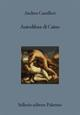 Andrea Camilleri
Autodifesa di Caino
Sellerio editore Palermo